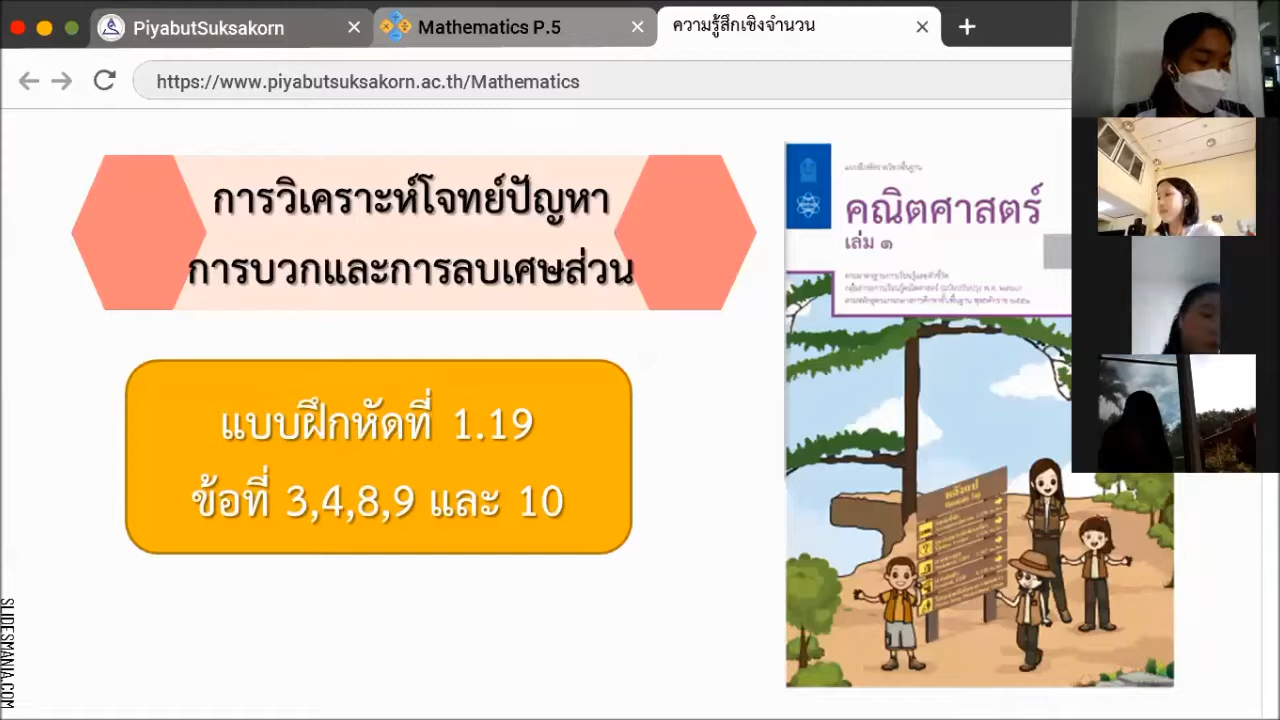 PiyabutSuksakorn
Mathematics P.5
ความรู้สึกเชิงจำนวน
https://www.piyabutsuksakorn.ac.th/Mathematics
การวิเคราะห์โจทย์ปัญหา
การบวกและการลบเศษส่วน
แบบฝึกหัดที่ 1.19
ข้อที่ 3,4,8,9 และ 10
คณิตศาสตร์
เล่ม ๑
SLIDESMANIA.COM